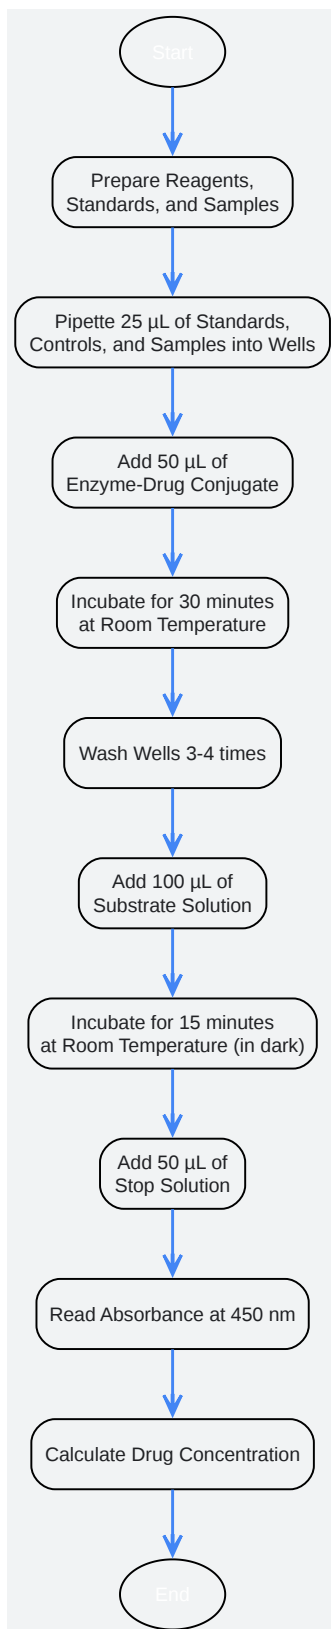 Start
Prepare Reagents,
Standards, and Samples
Pipette 25 µL of Standards,
Controls, and Samples into Wells
Add 50 µL of
Enzyme-Drug Conjugate
Incubate for 30 minutes
at Room Temperature
Wash Wells 3-4 times
Add 100 µL of
Substrate Solution
Incubate for 15 minutes
at Room Temperature (in dark)
Add 50 µL of
Stop Solution
Read Absorbance at 450 nm
Calculate Drug Concentration
End